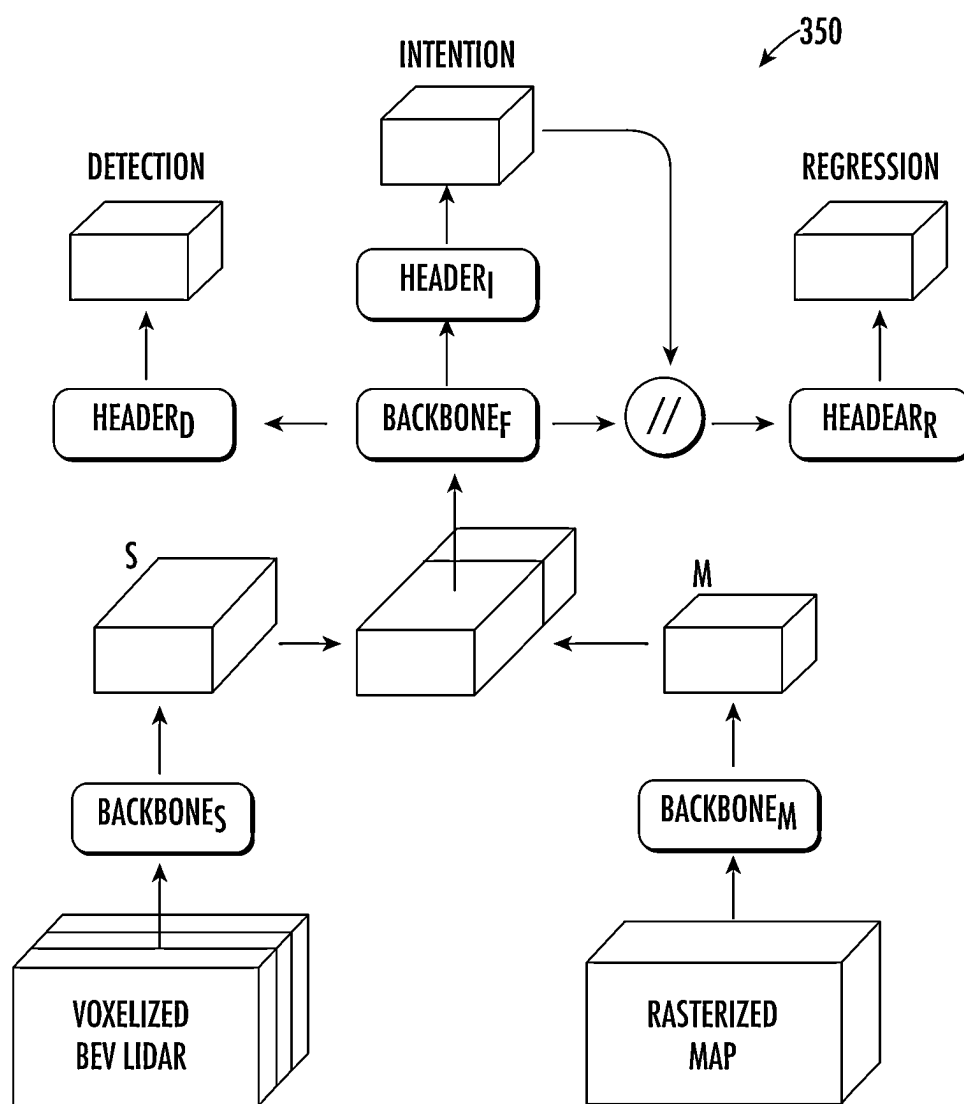 350
INTENTION
DETECTION
REGRESSION
HEADERI
HEADERD
BACKBONEF
//
HEADEARR
S
M
BACKBONES
BACKBONEM
VOXELIZED
BEV LIDAR
RASTERIZED
MAP